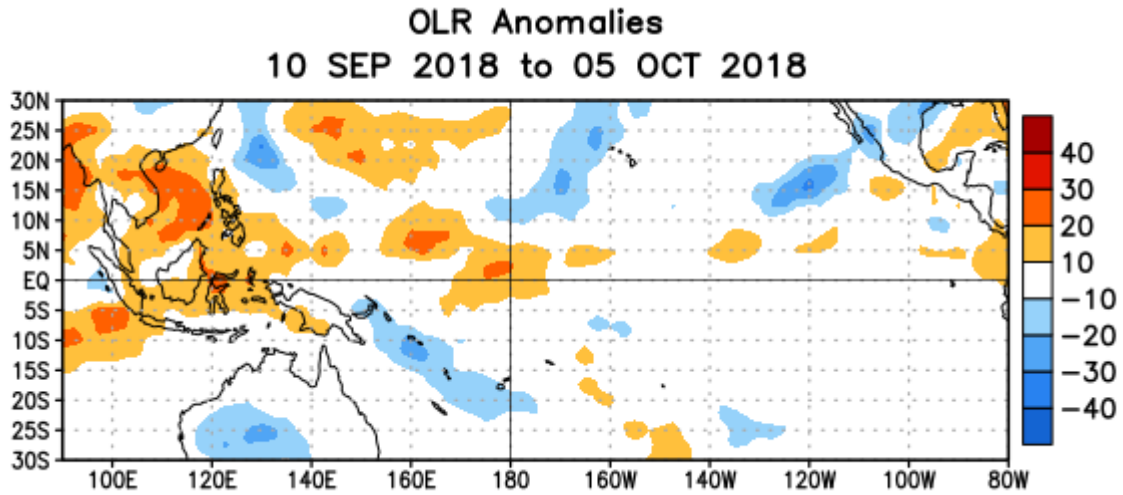 OLR Anomalies
10 SEP 2018 to 05 OCT 2018
30N
25N
20N
15N
10N
5N
EQ
5S
10S
15S
20S
25S
30S
100E 120E 140E 160E 180 160W 140W 120W 100W 80W
40
30
20
10
−10
−20
−30
−40